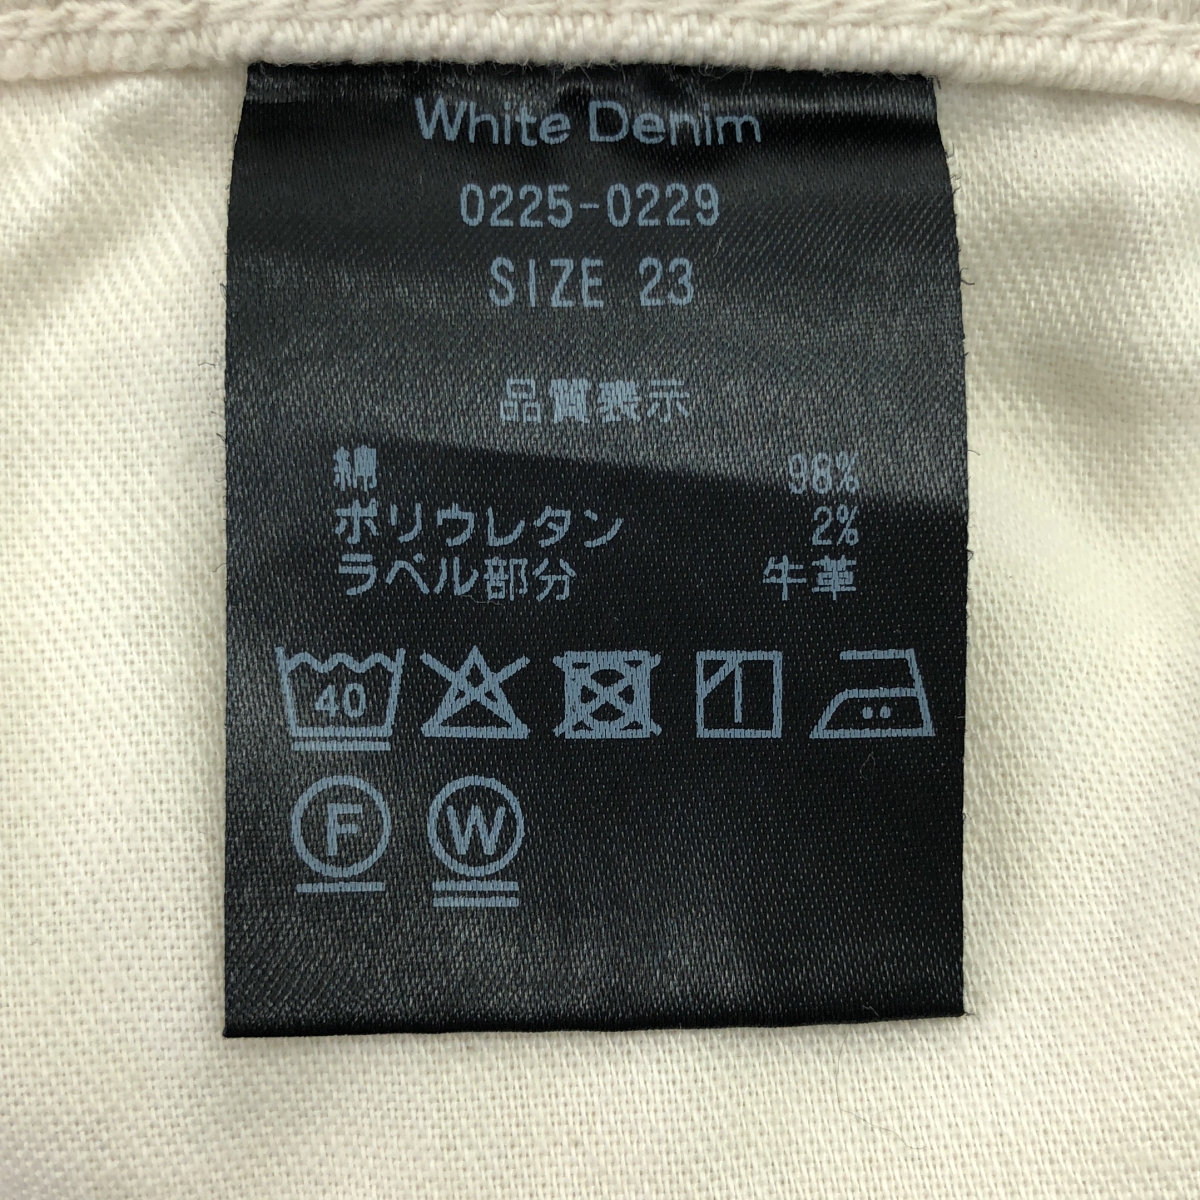 White Denim
0225-0229
SIZE 23
品質表示
綿 98%
ポリウレタン 2%
ラベル部分 牛革
40
F W